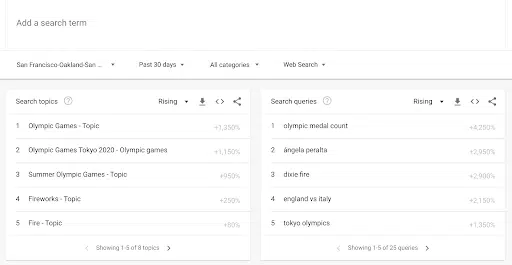 Add a search term
San Francisco-Oakland-San ... Past 30 days All categories Web Search
Search topics Rising
1 Olympic Games - Topic +1,350%
2 Olympic Games Tokyo 2020 - Olympic games +1,150%
3 Summer Olympic Games - Topic +950%
4 Fireworks - Topic +250%
5 Fire - Topic +80%
Showing 1-5 of 8 topics
Search queries Rising
1 olympic medal count +4,350%
2 ángela peralta +2,950%
3 dixie fire +2,900%
4 england vs italy +2,150%
5 tokyo olympics +1,350%
Showing 1-5 of 25 queries